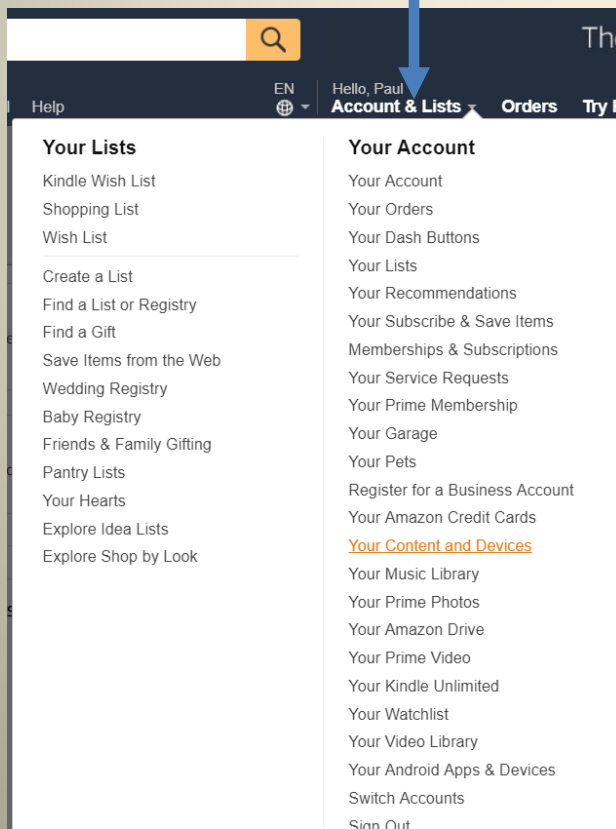 The
EN
Hello, Paul
Help
Account & Lists
Orders
Try
Your Lists
Kindle Wish List
Shopping List
Wish List
Create a List
Find a List or Registry
Find a Gift
Save Items from the Web
Wedding Registry
Baby Registry
Friends & Family Gifting
Pantry Lists
Your Hearts
Explore Idea Lists
Explore Shop by Look
Your Account
Your Account
Your Orders
Your Dash Buttons
Your Lists
Your Recommendations
Your Subscribe & Save Items
Memberships & Subscriptions
Your Service Requests
Your Prime Membership
Your Garage
Your Pets
Register for a Business Account
Your Amazon Credit Cards
Your Content and Devices
Your Music Library
Your Prime Photos
Your Amazon Drive
Your Prime Video
Your Kindle Unlimited
Your Watchlist
Your Video Library
Your Android Apps & Devices
Switch Accounts
Sign Out